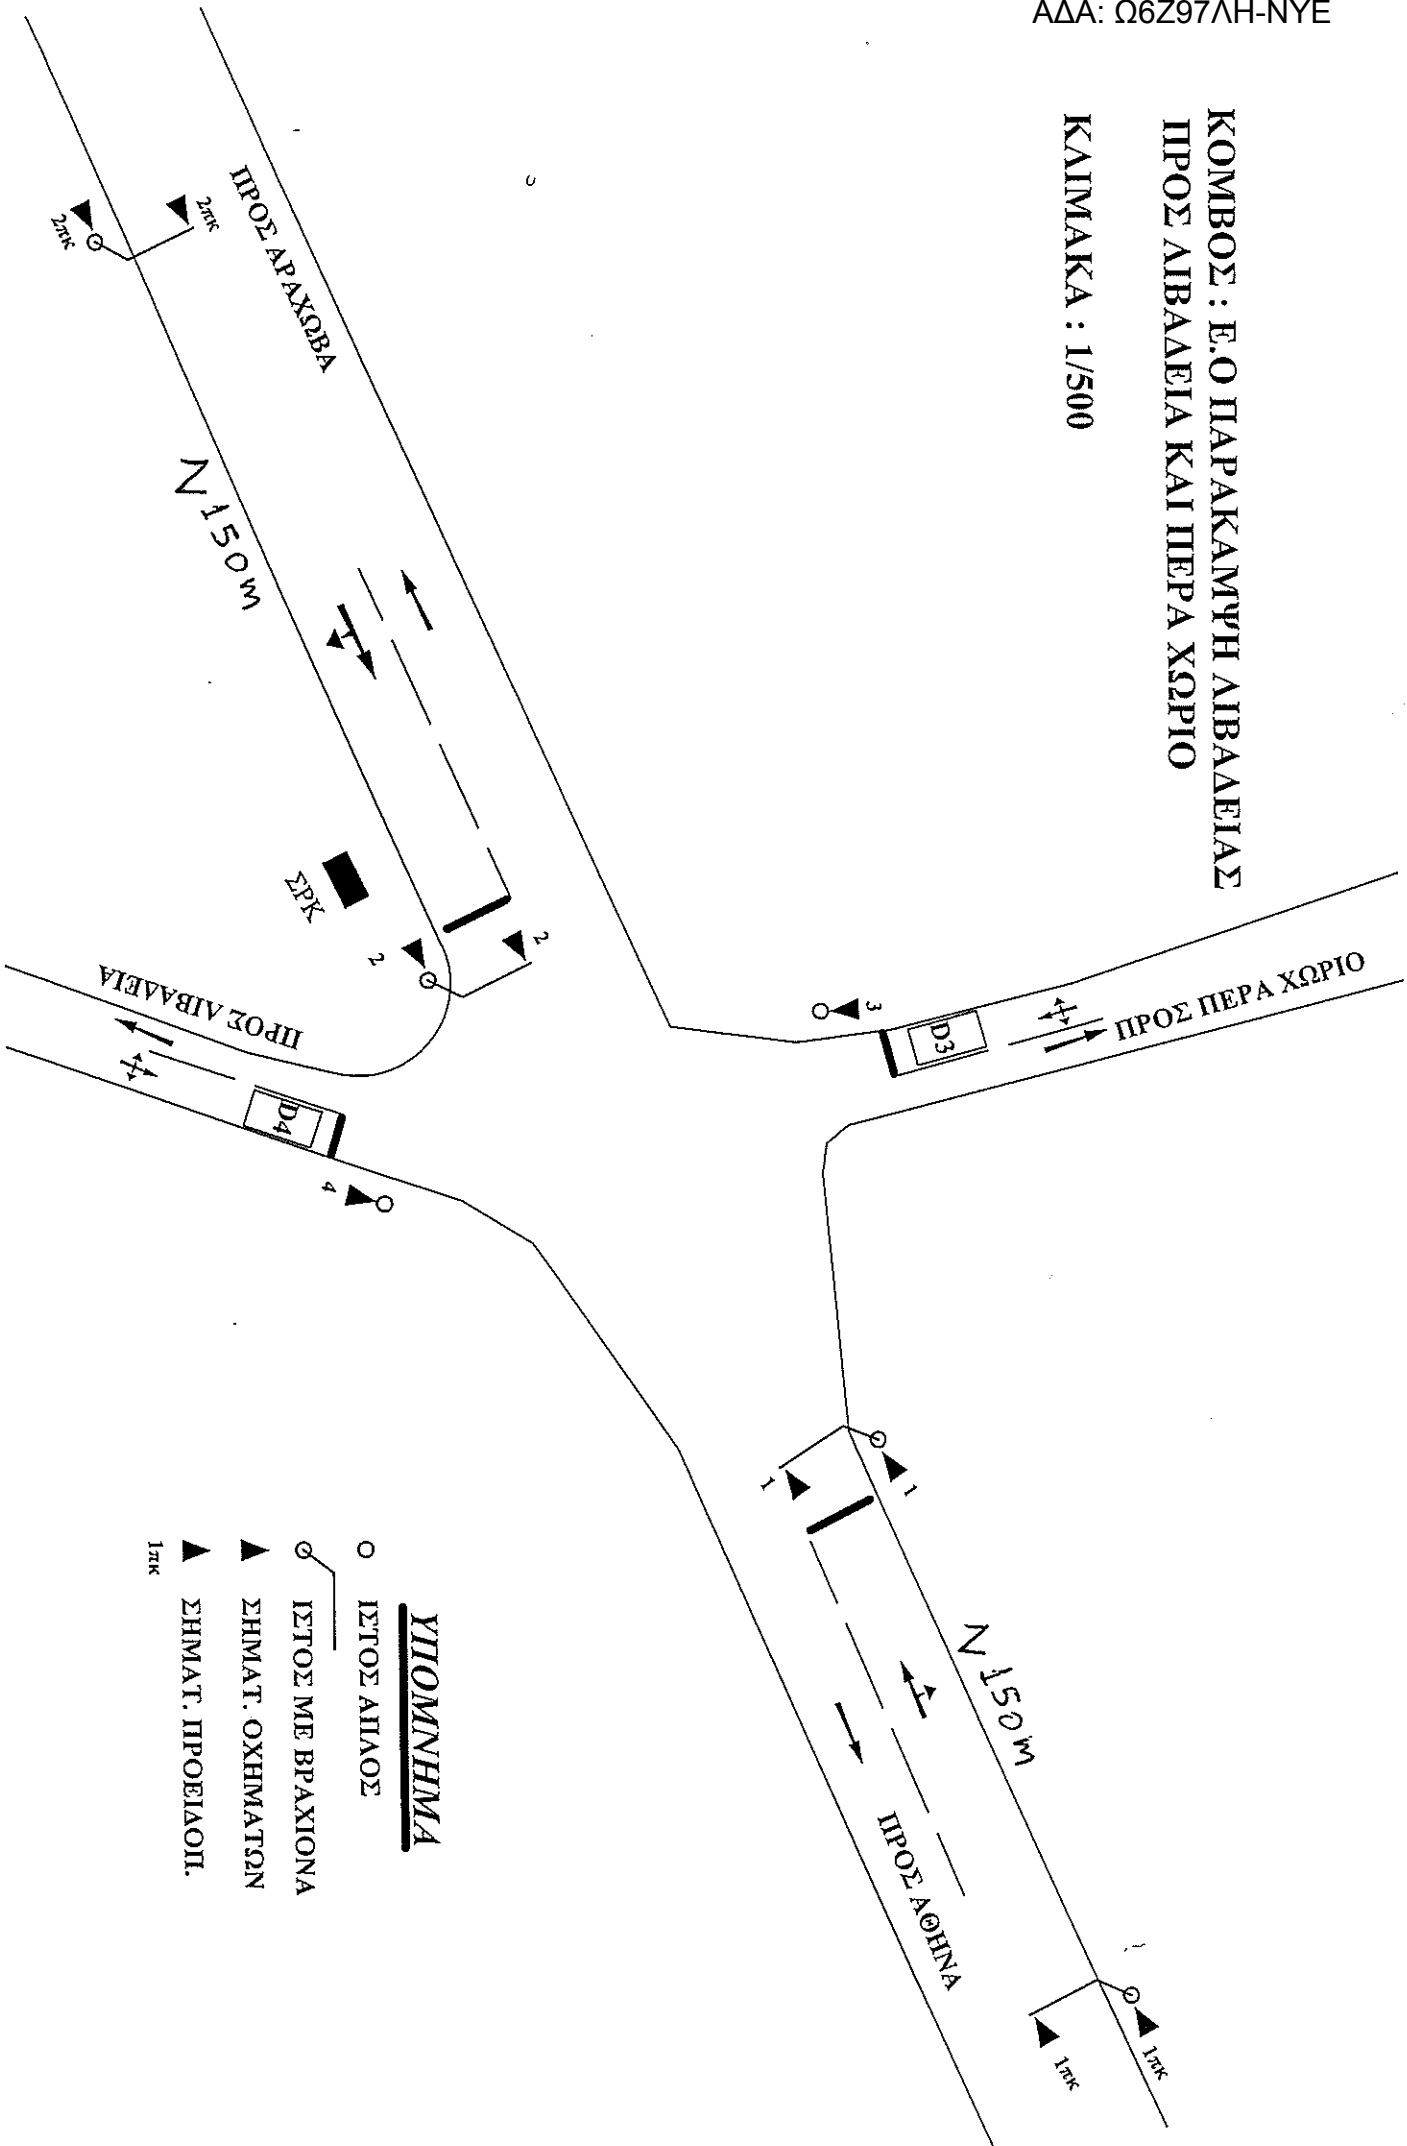 ΑΔΑ: Ω6Ζ97ΛΗ-ΝΥΕ
ΚΟΜΒΟΣ : Ε.Ο ΠΑΡΑΚΑΜΨΗ ΛΙΒΑΔΕΙΑΣ
ΠΡΟΣ ΛΙΒΑΔΕΙΑ ΚΑΙ ΠΕΡΑ ΧΩΡΙΟ
ΚΛΙΜΑΚΑ : 1/500
ΠΡΟΣ ΑΡΑΧΩΒΑ
2πκ
2πκ
N 150m
ΣΡΚ
2
2
ΠΡΟΣ ΛΙΒΑΔΕΙΑ
D4
4
3
D3
ΠΡΟΣ ΠΕΡΑ ΧΩΡΙΟ
1
1
N 150m
ΠΡΟΣ ΑΘΗΝΑ
1πκ
1πκ
ΥΠΟΜΝΗΜΑ
ΙΣΤΟΣ ΑΠΛΟΣ
ΙΣΤΟΣ ΜΕ ΒΡΑΧΙΟΝΑ
ΣΗΜΑΤ. ΟΧΗΜΑΤΩΝ
ΣΗΜΑΤ. ΠΡΟΕΙΔΟΠ.
1πκ